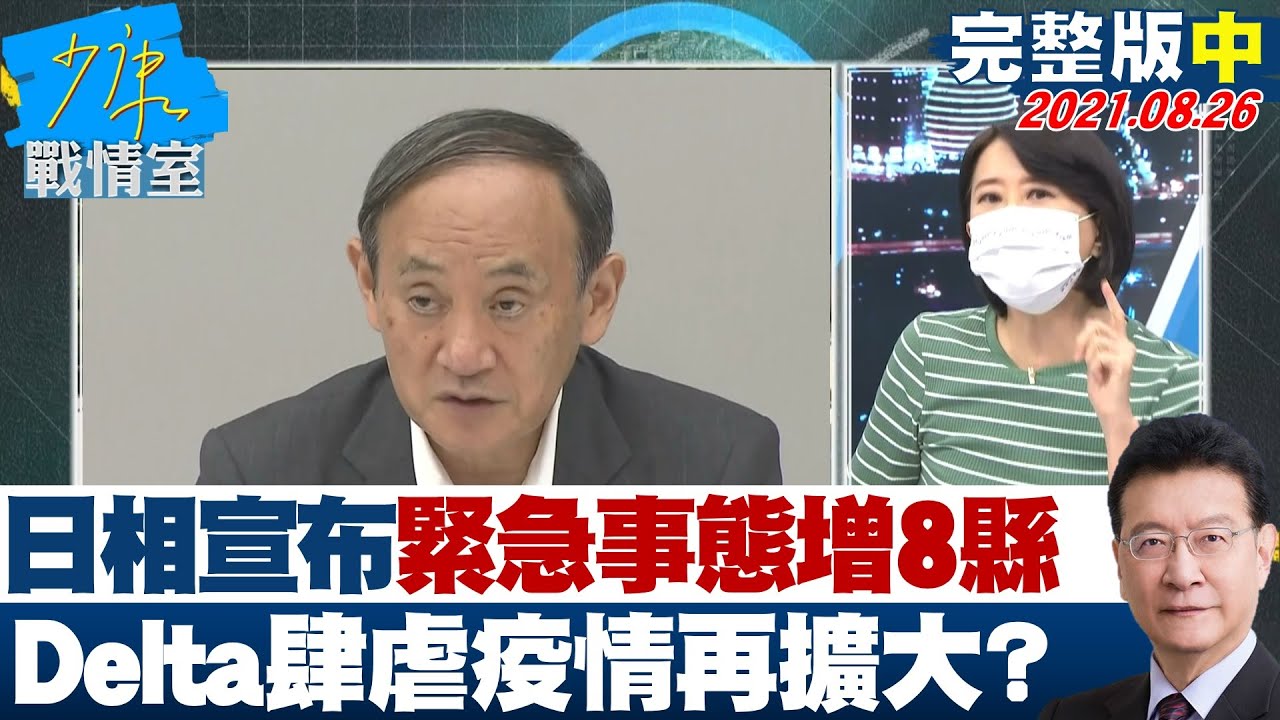 少康
戰情室
完整版中
2021.08.26
日相宣布緊急事態增8縣
Delta肆虐疫情再擴大?